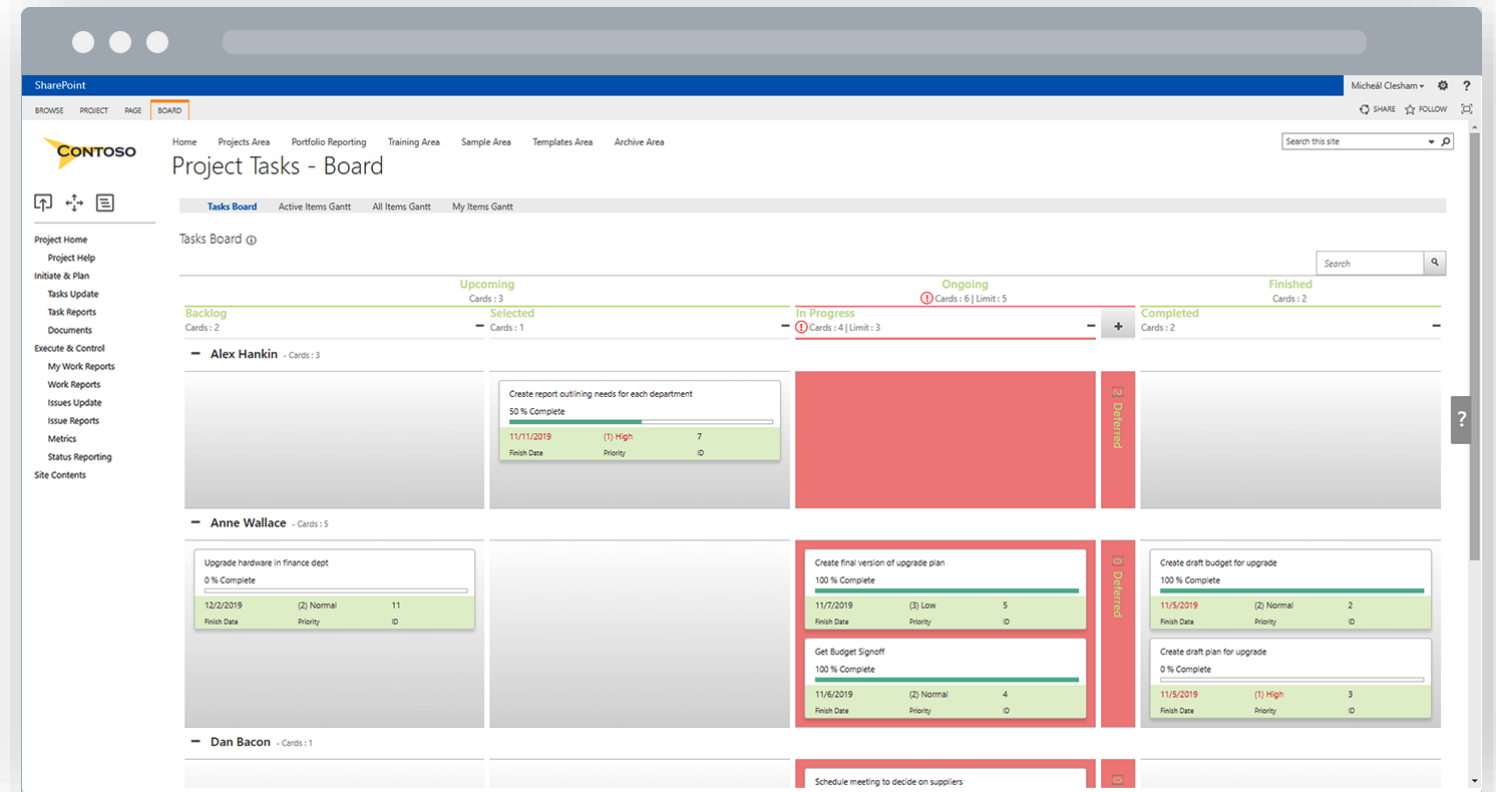 SharePoint
Micheál Clesham ?
BROWSE PROJECT PAGE BOARD
SHARE FOLLOW
CONTOSO
Home Projects Area Portfolio Reporting Training Area Sample Area Templates Area Archive Area
Search this site
Project Tasks - Board
Tasks Board Active Items Gantt All Items Gantt My Items Gantt
Project Home
Project Help
Initiate & Plan
Tasks Update
Task Reports
Documents
Execute & Control
My Work Reports
Work Reports
Issues Update
Issue Reports
Metrics
Status Reporting
Site Contents
Tasks Board
Search
Upcoming
Cards : 3
Ongoing
Cards : 6 | Limit : 5
Finished
Cards : 2
Backlog
Cards : 2
Selected
Cards : 1
In Progress
Cards : 4 | Limit : 3
+
Completed
Cards : 2
Alex Hankin - Cards : 3
Create report outlining needs for each department
50 % Complete
11/11/2019 (1) High 7
Finish Date Priority ID
2 Deferred
?
Anne Wallace - Cards : 5
Upgrade hardware in finance dept
0 % Complete
12/2/2019 (2) Normal 11
Finish Date Priority ID
Create final version of upgrade plan
100 % Complete
11/7/2019 (3) Low 5
Finish Date Priority ID
Get Budget Signoff
100 % Complete
11/6/2019 (2) Normal 4
Finish Date Priority ID
0 Deferred
Create draft budget for upgrade
100 % Complete
11/5/2019 (2) Normal 2
Finish Date Priority ID
Create draft plan for upgrade
0 % Complete
11/5/2019 (1) High 3
Finish Date Priority ID
Dan Bacon - Cards : 1
Schedule meeting to decide on suppliers
0